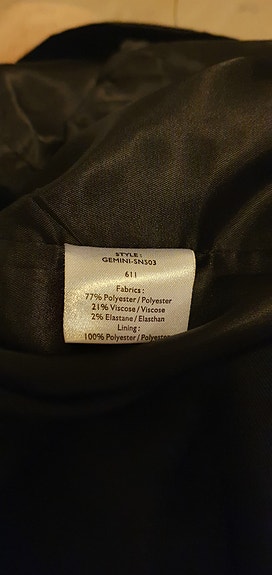 STYLE :
GEMINI-SNS03
611
Fabrics :
77% Polyester / Polyester
21% Viscose / Viscose
2% Elastane / Elasthan
Lining :
100% Polyester / Polyester